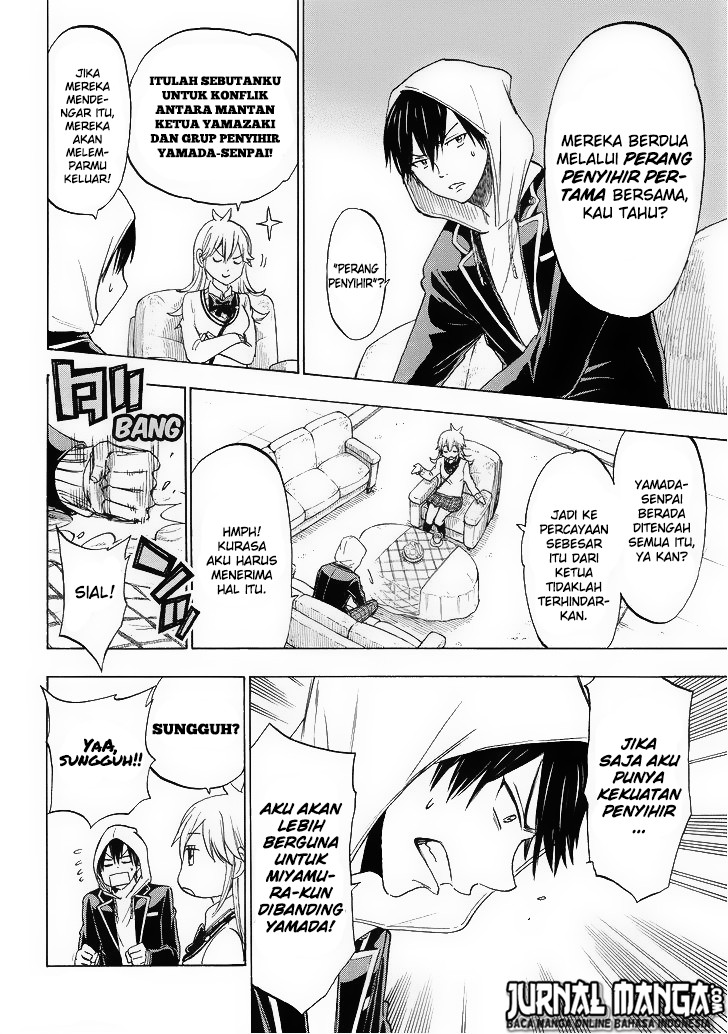 MEREKA BERDUA
MELALUI PERANG
PENYIHIR PER-
TAMA BERSAMA,
KAU TAHU?
"PERANG
PENYIHIR"?
ITULAH SEBUTANKU
UNTUK KONFLIK
ANTARA MANTAN
KETUA YAMAZAKI
DAN GRUP PENYIHIR
YAMADA-SENPAI!
JIKA
MEREKA
MENDE-
NGAR ITU,
MEREKA
AKAN
MELEM-
PARMU
KELUAR!
YAMADA-
SENPAI
BERADA
DITENGAH
SEMUA ITU,
YA KAN?
JADI KE
PERCAYAAN
SEBESAR
ITU DARI
KETUA
TIDAKLAH
TERHINDAR-
KAN.
HMPH!
KURASA
AKU HARUS
MENERIMA
HAL ITU.
BANG
SIAL!
JIKA
SAJA AKU
PUNYA
KEKUATAN
PENYIHIR
...
AKU AKAN
LEBIH
BERGUNA
UNTUK
MIYAMU-
RA-KUN
DIBANDING
YAMADA!
SUNGGUH?
YAA,
SUNGGUH!!
JURNAL MANGA.COM
BACA MANGA ONLINE BAHASA INDONESIA